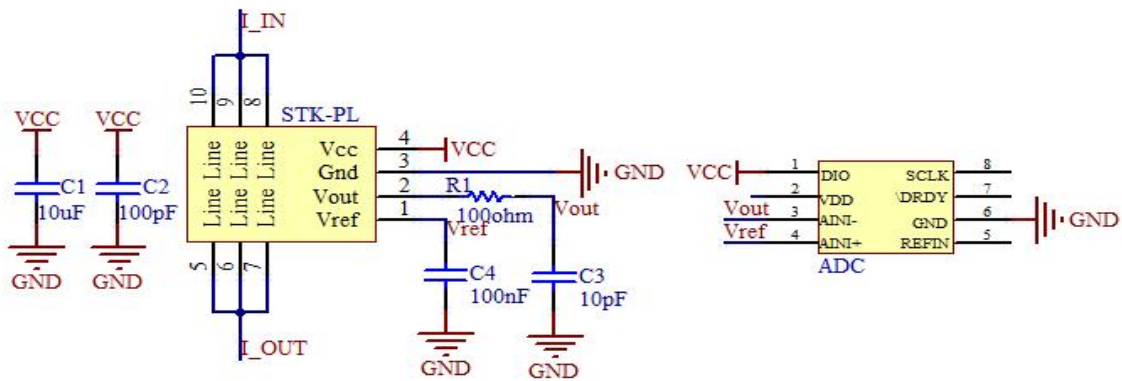 I_IN
10 9 8
STK-PL
VCC VCC
C1 10uF
C2 100pF
Line Line
Line Line
Line Line
Vcc 4 VCC
Gnd 3 GND
Vout 2 R1 100ohm Vout
Vref 1 Vref
5 6 7
C4 100nF
C3 10pF
GND GND
GND GND
I_OUT
VCC 1 DIO SCLK 8
2 VDD \DRDY 7
Vout 3 AINI- GND 6 GND
Vref 4 AINI+ REFIN 5
ADC